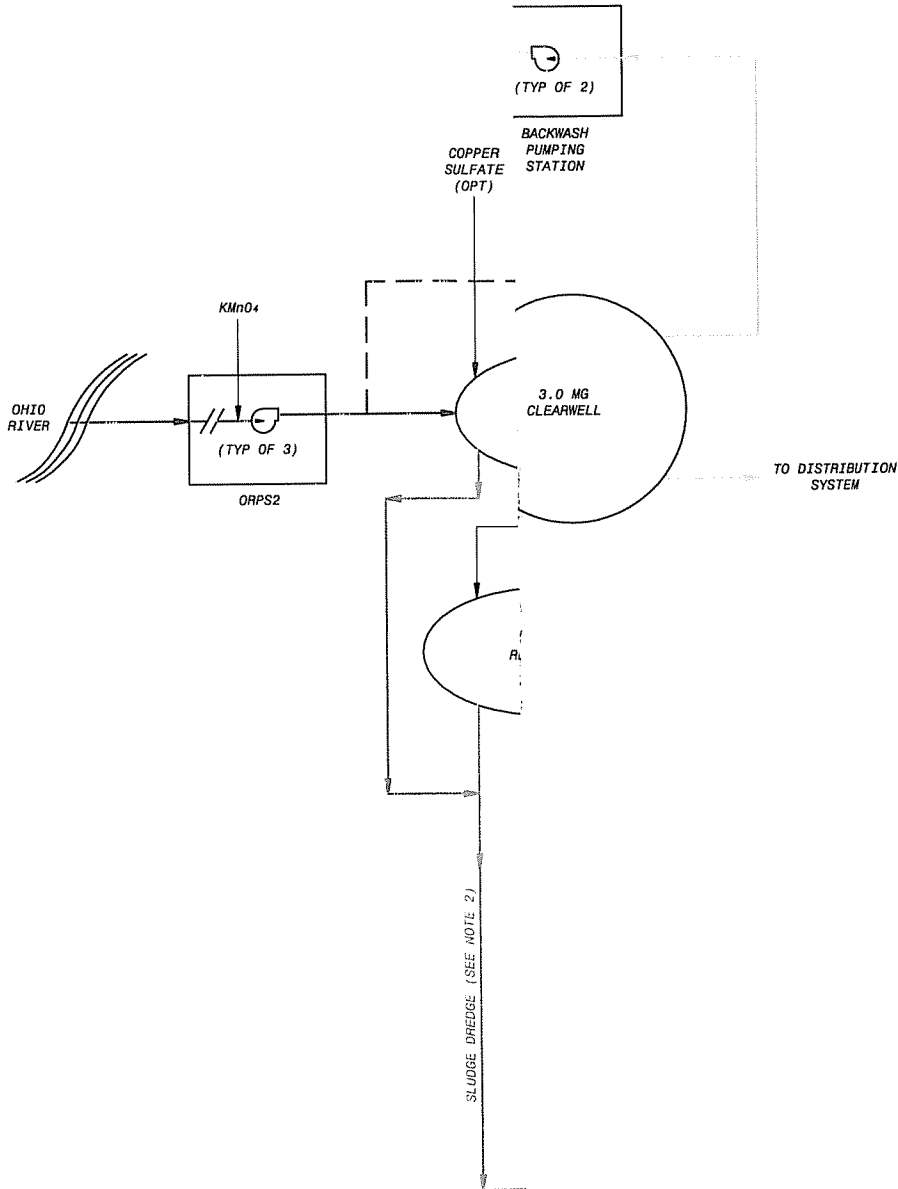 (TYP OF 2)
BACKWASH
PUMPING
STATION
COPPER
SULFATE
(OPT)
KMnO4
OHIO
RIVER
(TYP OF 3)
ORPS2
3.0 MG
CLEARWELL
TO DISTRIBUTION
SYSTEM
SLUDGE DREDGE (SEE NOTE 2)